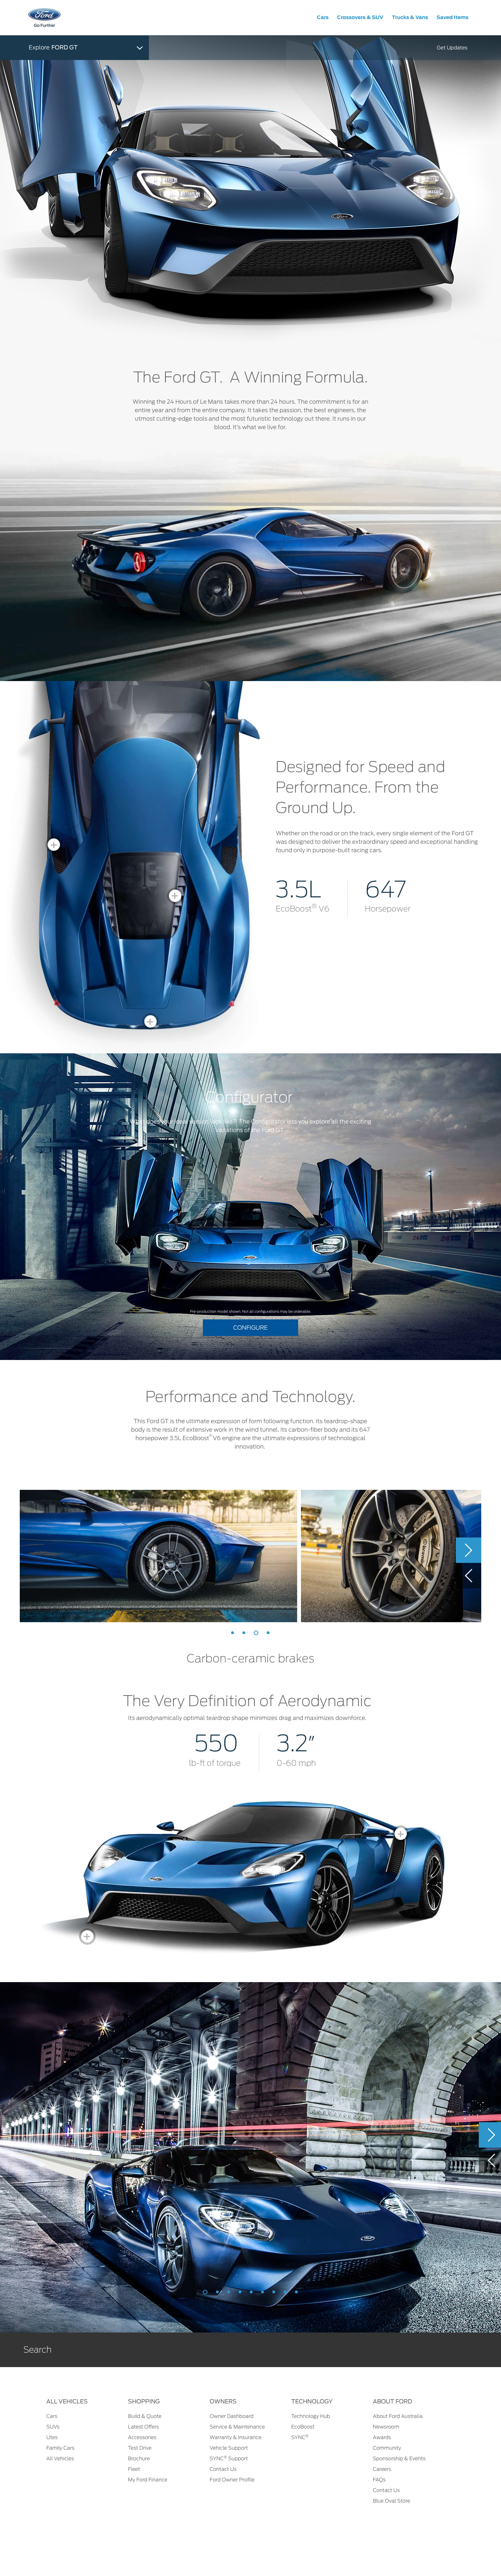 Ford
Go Further
Cars Crossovers & SUV Trucks & Vans Saved Items
Explore FORD GT
Get Updates
The Ford GT. A Winning Formula.
Winning the 24 Hours of Le Mans takes more than 24 hours. The commitment is for an
entire year and from the entire company. It takes the passion, the best engineers, the
utmost cutting-edge tools and the most futuristic technology out there. It runs in our
blood. It's what we live for.
Designed for Speed and
Performance. From the
Ground Up.
Whether on the road or on the track, every single element of the Ford GT
was designed to deliver the extraordinary speed and exceptional handling
found only in purpose-built racing cars.
3.5L 647
EcoBoost® V6 Horsepower
Configurator
The Configurator lets you explore all the exciting
variations of the Ford GT.
Pre-production model shown. Not all configurations may be orderable.
CONFIGURE
Performance and Technology.
This Ford GT is the ultimate expression of form following function. Its teardrop-shape
body is the result of extensive work in the wind tunnel. Its carbon-fiber body and its 647
horsepower 3.5L EcoBoost® V6 engine are the ultimate expressions of technological
innovation.
Carbon-ceramic brakes
The Very Definition of Aerodynamic
Its aerodynamically optimal teardrop shape minimizes drag and maximizes downforce.
550 3.2″
lb-ft of torque 0-60 mph
Search
ALL VEHICLES
Cars
SUVs
Utes
Family Cars
All Vehicles
SHOPPING
Build & Quote
Latest Offers
Accessories
Test Drive
Brochure
Fleet
My Ford Finance
OWNERS
Owner Dashboard
Service & Maintenance
Warranty & Insurance
Vehicle Support
SYNC® Support
Contact Us
Ford Owner Profile
TECHNOLOGY
Technology Hub
EcoBoost
SYNC®
ABOUT FORD
About Ford Australia
Newsroom
Awards
Community
Sponsorship & Events
Careers
FAQs
Contact Us
Blue Oval Store